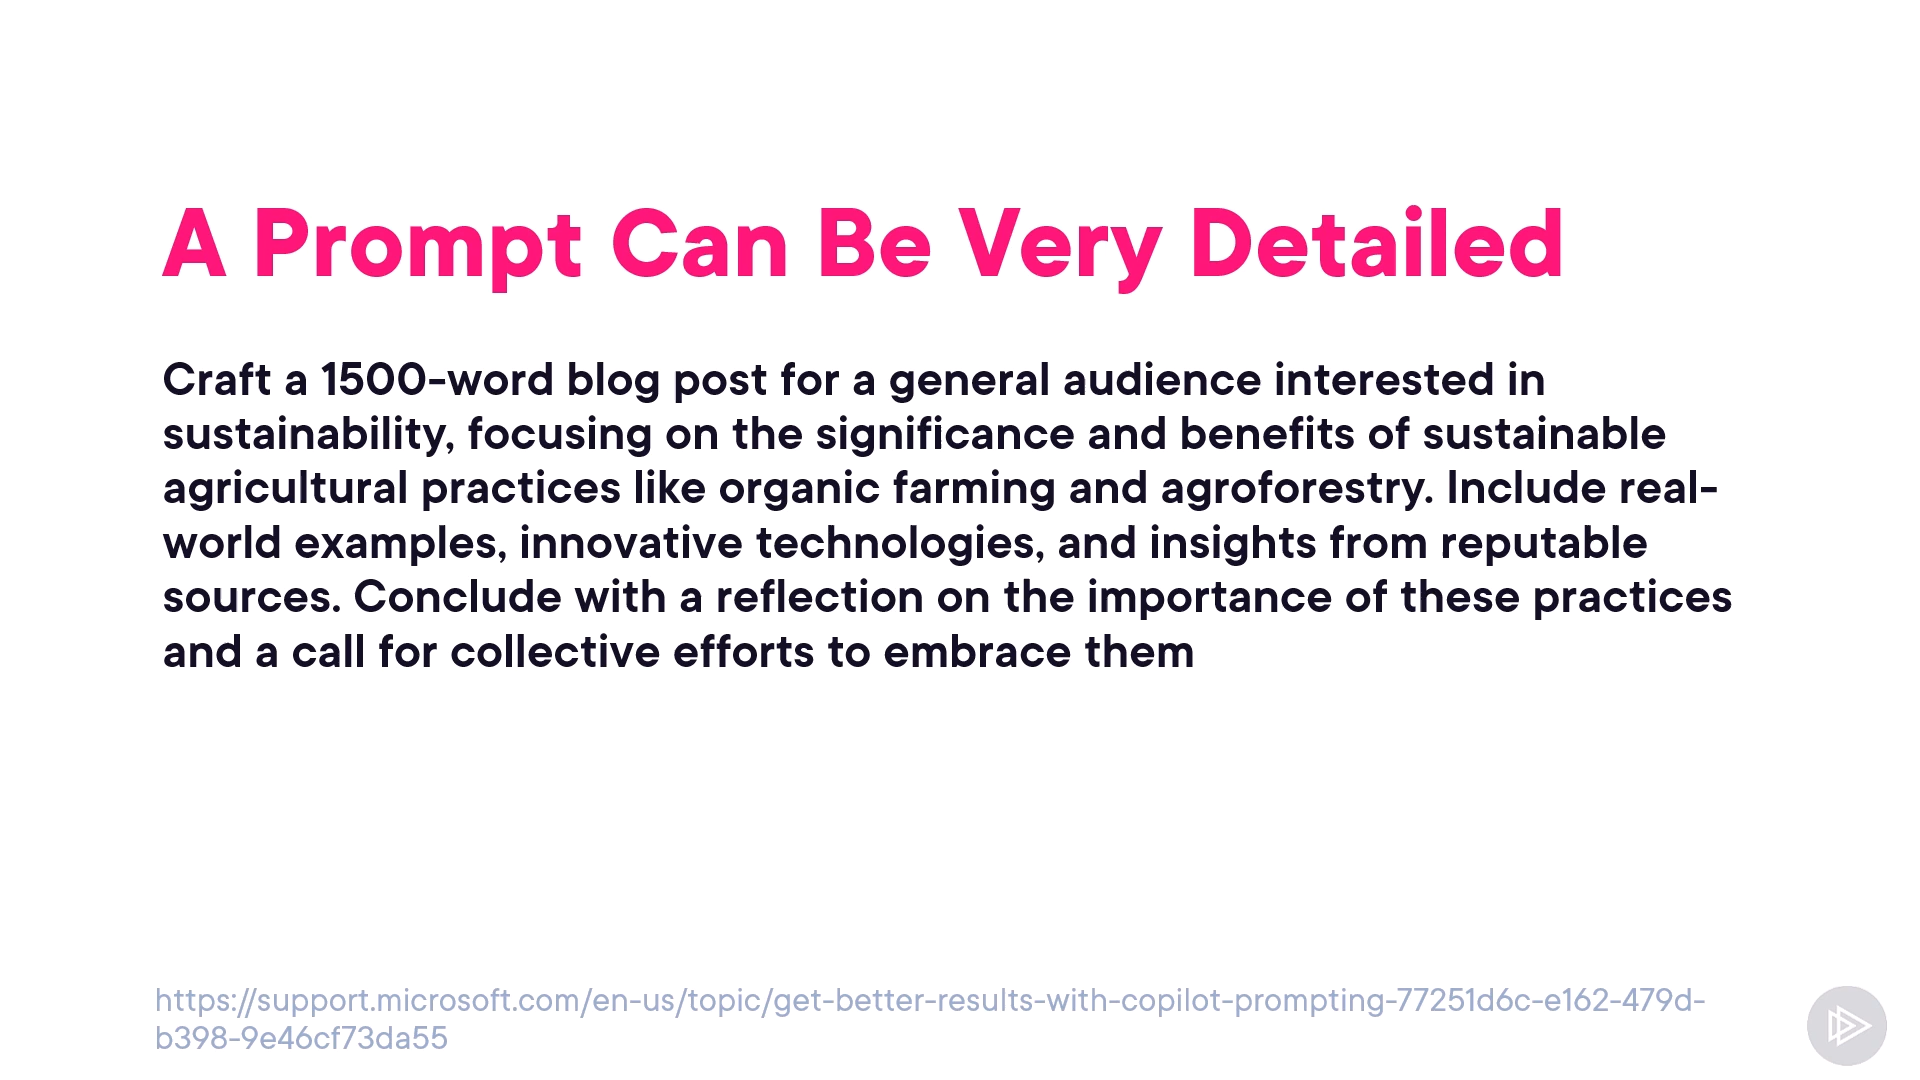 A Prompt Can Be Very Detailed
Craft a 1500-word blog post for a general audience interested in
sustainability, focusing on the significance and benefits of sustainable
agricultural practices like organic farming and agroforestry. Include real-
world examples, innovative technologies, and insights from reputable
sources. Conclude with a reflection on the importance of these practices
and a call for collective efforts to embrace them
https://support.microsoft.com/en-us/topic/get-better-results-with-copilot-prompting-77251d6c-e162-479d-
b398-9e46cf73da55